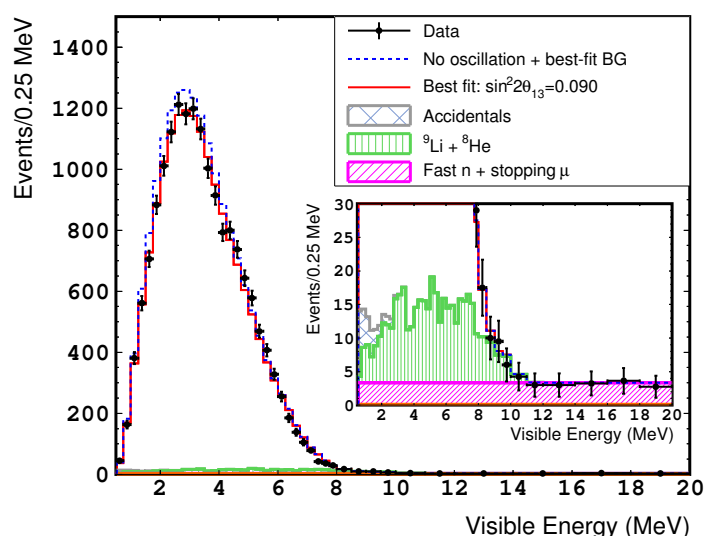 Events/0.25 MeV
1400
1200
1000
800
600
400
200
0
2 4 6 8 10 12 14 16 18 20
Visible Energy (MeV)
Data
No oscillation + best-fit BG
Best fit: sin²2θ₁₃=0.090
Accidentals
⁹Li + ⁸He
Fast n + stopping μ
Events/0.25 MeV
30
25
20
15
10
5
0
2 4 6 8 10 12 14 16 18 20
Visible Energy (MeV)